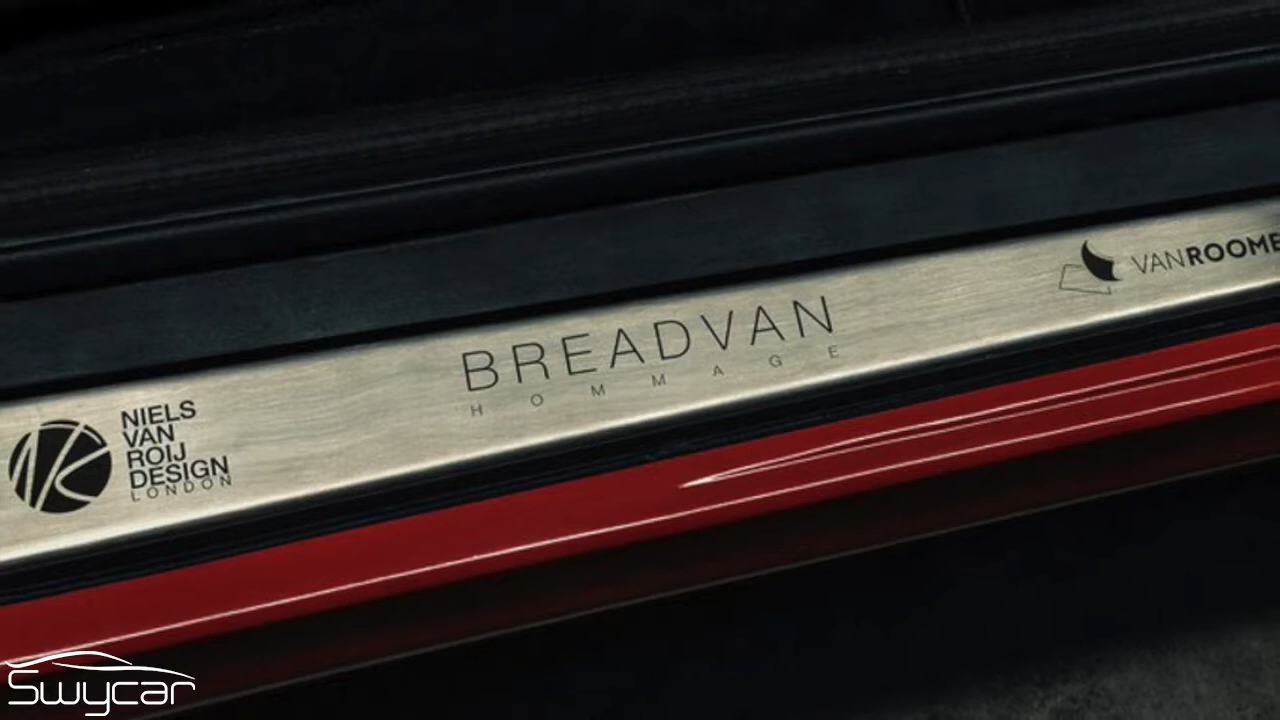 NIELS
VAN
ROIJ
DESIGN
LONDON
BREADVAN
HOMMAGE
VANROOME
Swycar